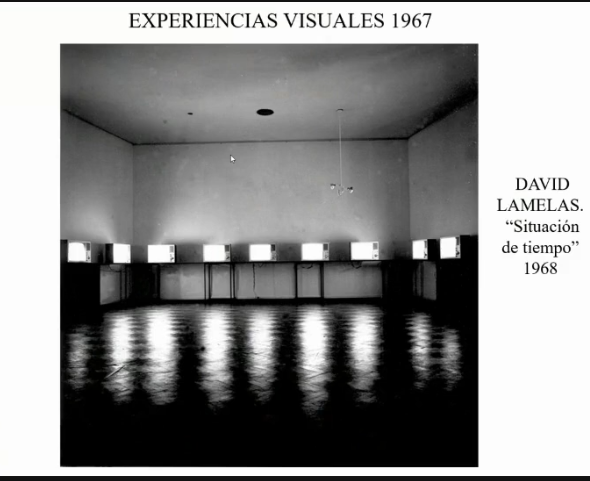 EXPERIENCIAS VISUALES 1967
DAVID
LAMELAS.
“Situación
de tiempo”
1968